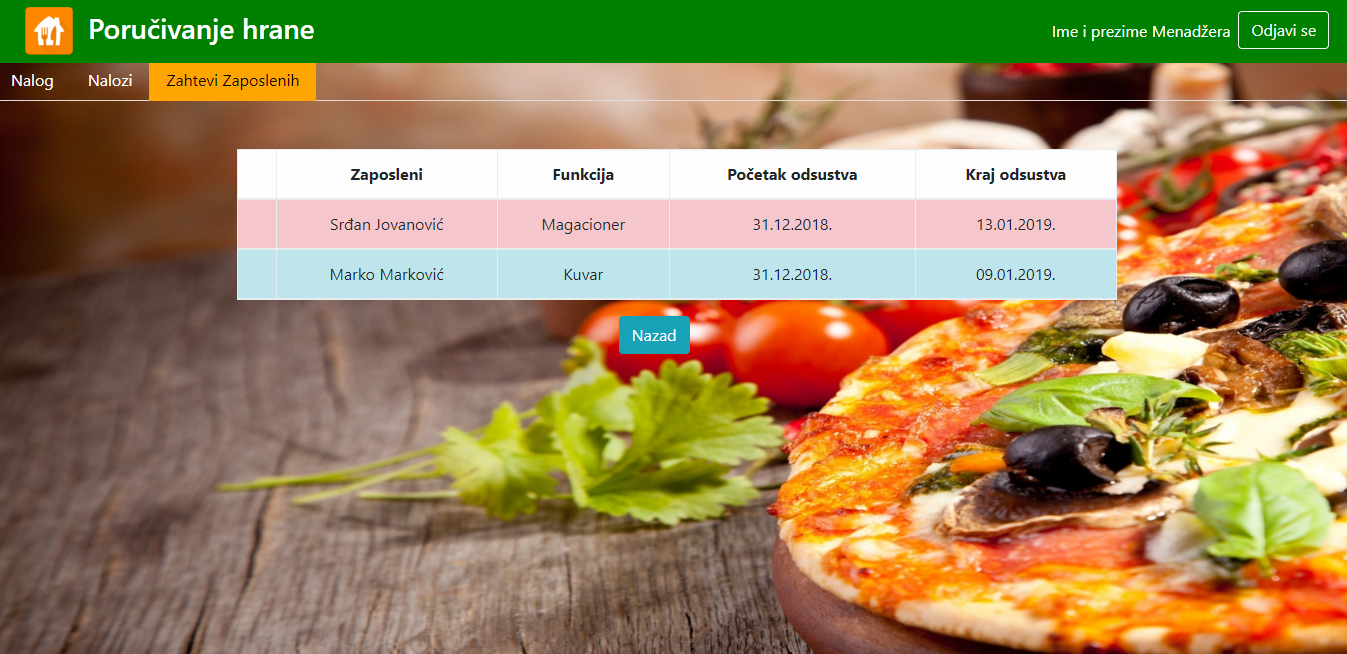 Poručivanje hrane
Ime i prezime Menadžera Odjavi se
Nalog Nalozi Zahtevi Zaposlenih
Zaposleni Funkcija Početak odsustva Kraj odsustva
Srđan Jovanović Magacioner 31.12.2018. 13.01.2019.
Marko Marković Kuvar 31.12.2018. 09.01.2019.
Nazad